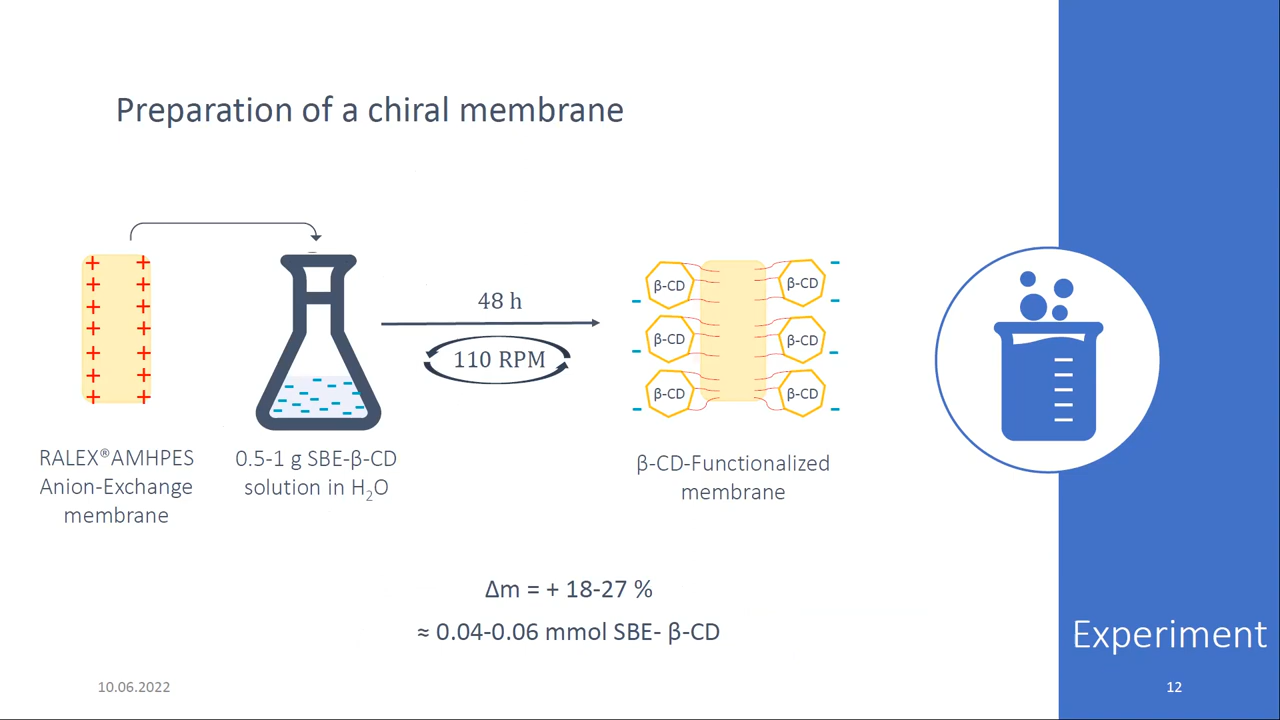 Preparation of a chiral membrane
+ +
+ +
+ +
+ +
+ +
+ +
+ +
48 h
110 RPM
β-CD
β-CD
β-CD
β-CD
β-CD
β-CD
RALEX®AMHPES
Anion-Exchange
membrane
0.5-1 g SBE-β-CD
solution in H₂O
β-CD-Functionalized
membrane
Δm = + 18-27 %
≈ 0.04-0.06 mmol SBE- β-CD
Experiment
10.06.2022
12